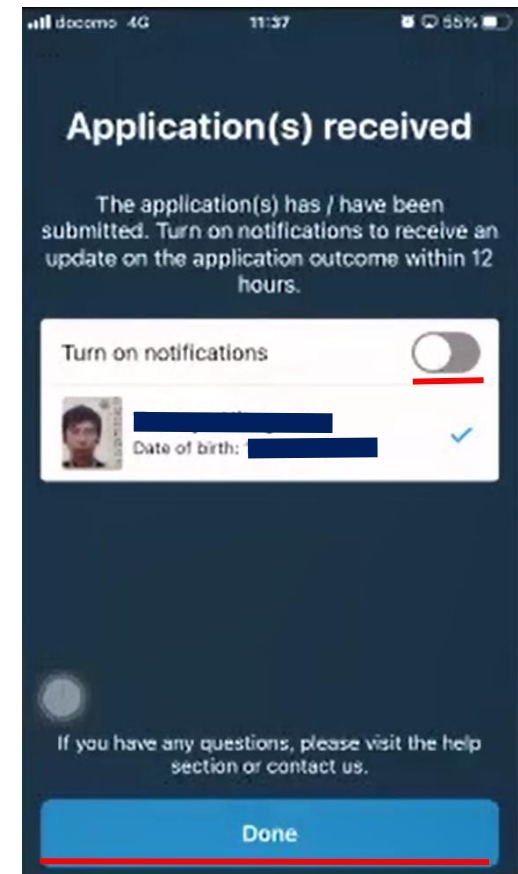 docomo 4G 11:37 55%
Application(s) received
The application(s) has / have been
submitted. Turn on notifications to receive an
update on the application outcome within 12
hours.
Turn on notifications
Date of birth:
If you have any questions, please visit the help
section or contact us.
Done